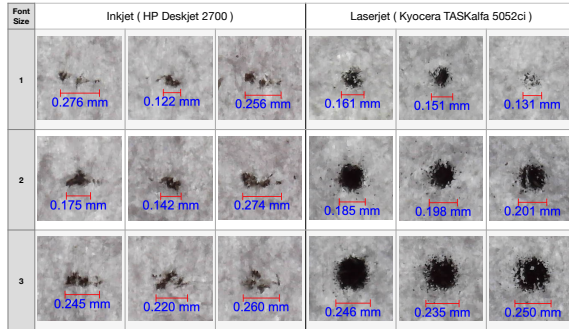 Font Size
Inkjet ( HP Deskjet 2700 )
Laserjet ( Kyocera TASKalfa 5052ci )
1
0.276 mm
0.122 mm
0.256 mm
0.161 mm
0.151 mm
0.131 mm
2
0.175 mm
0.142 mm
0.274 mm
0.185 mm
0.198 mm
0.201 mm
3
0.245 mm
0.220 mm
0.260 mm
0.246 mm
0.235 mm
0.250 mm